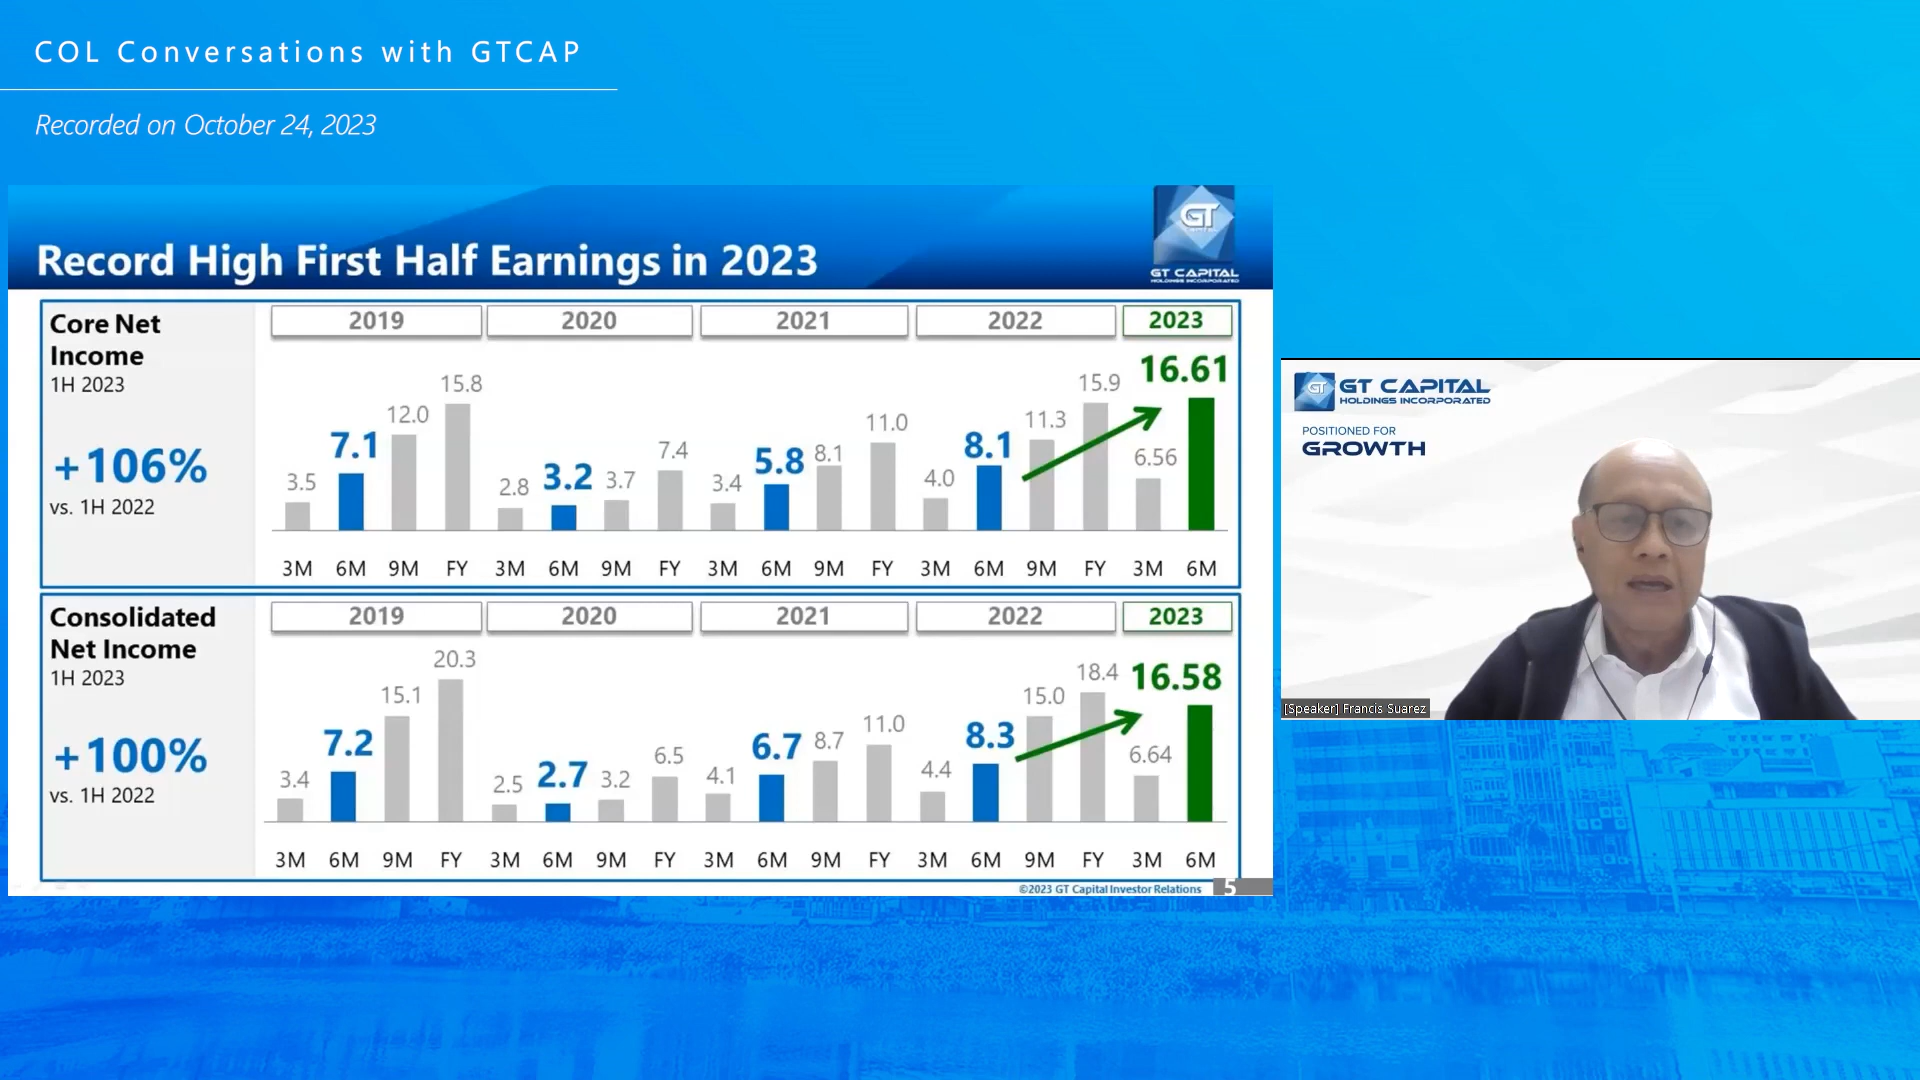 COL Conversations with GTCAP
Recorded on October 24, 2023
Record High First Half Earnings in 2023
GT
GT CAPITAL
HOLDINGS INCORPORATED
Core Net
Income
1H 2023
+106%
vs. 1H 2022
2019 2020 2021 2022 2023
3.5 7.1 12.0 15.8 2.8 3.2 3.7 7.4 3.4 5.8 8.1 11.0 4.0 8.1 11.3 15.9 6.56 16.61
3M 6M 9M FY 3M 6M 9M FY 3M 6M 9M FY 3M 6M 9M FY 3M 6M
Consolidated
Net Income
1H 2023
+100%
vs. 1H 2022
2019 2020 2021 2022 2023
3.4 7.2 15.1 20.3 2.5 2.7 3.2 6.5 4.1 6.7 8.7 11.0 4.4 8.3 15.0 18.4 6.64 16.58
3M 6M 9M FY 3M 6M 9M FY 3M 6M 9M FY 3M 6M 9M FY 3M 6M
©2023 GT Capital Investor Relations 5
GT
GT CAPITAL
HOLDINGS INCORPORATED
POSITIONED FOR
GROWTH
[Speaker] Francis Suarez